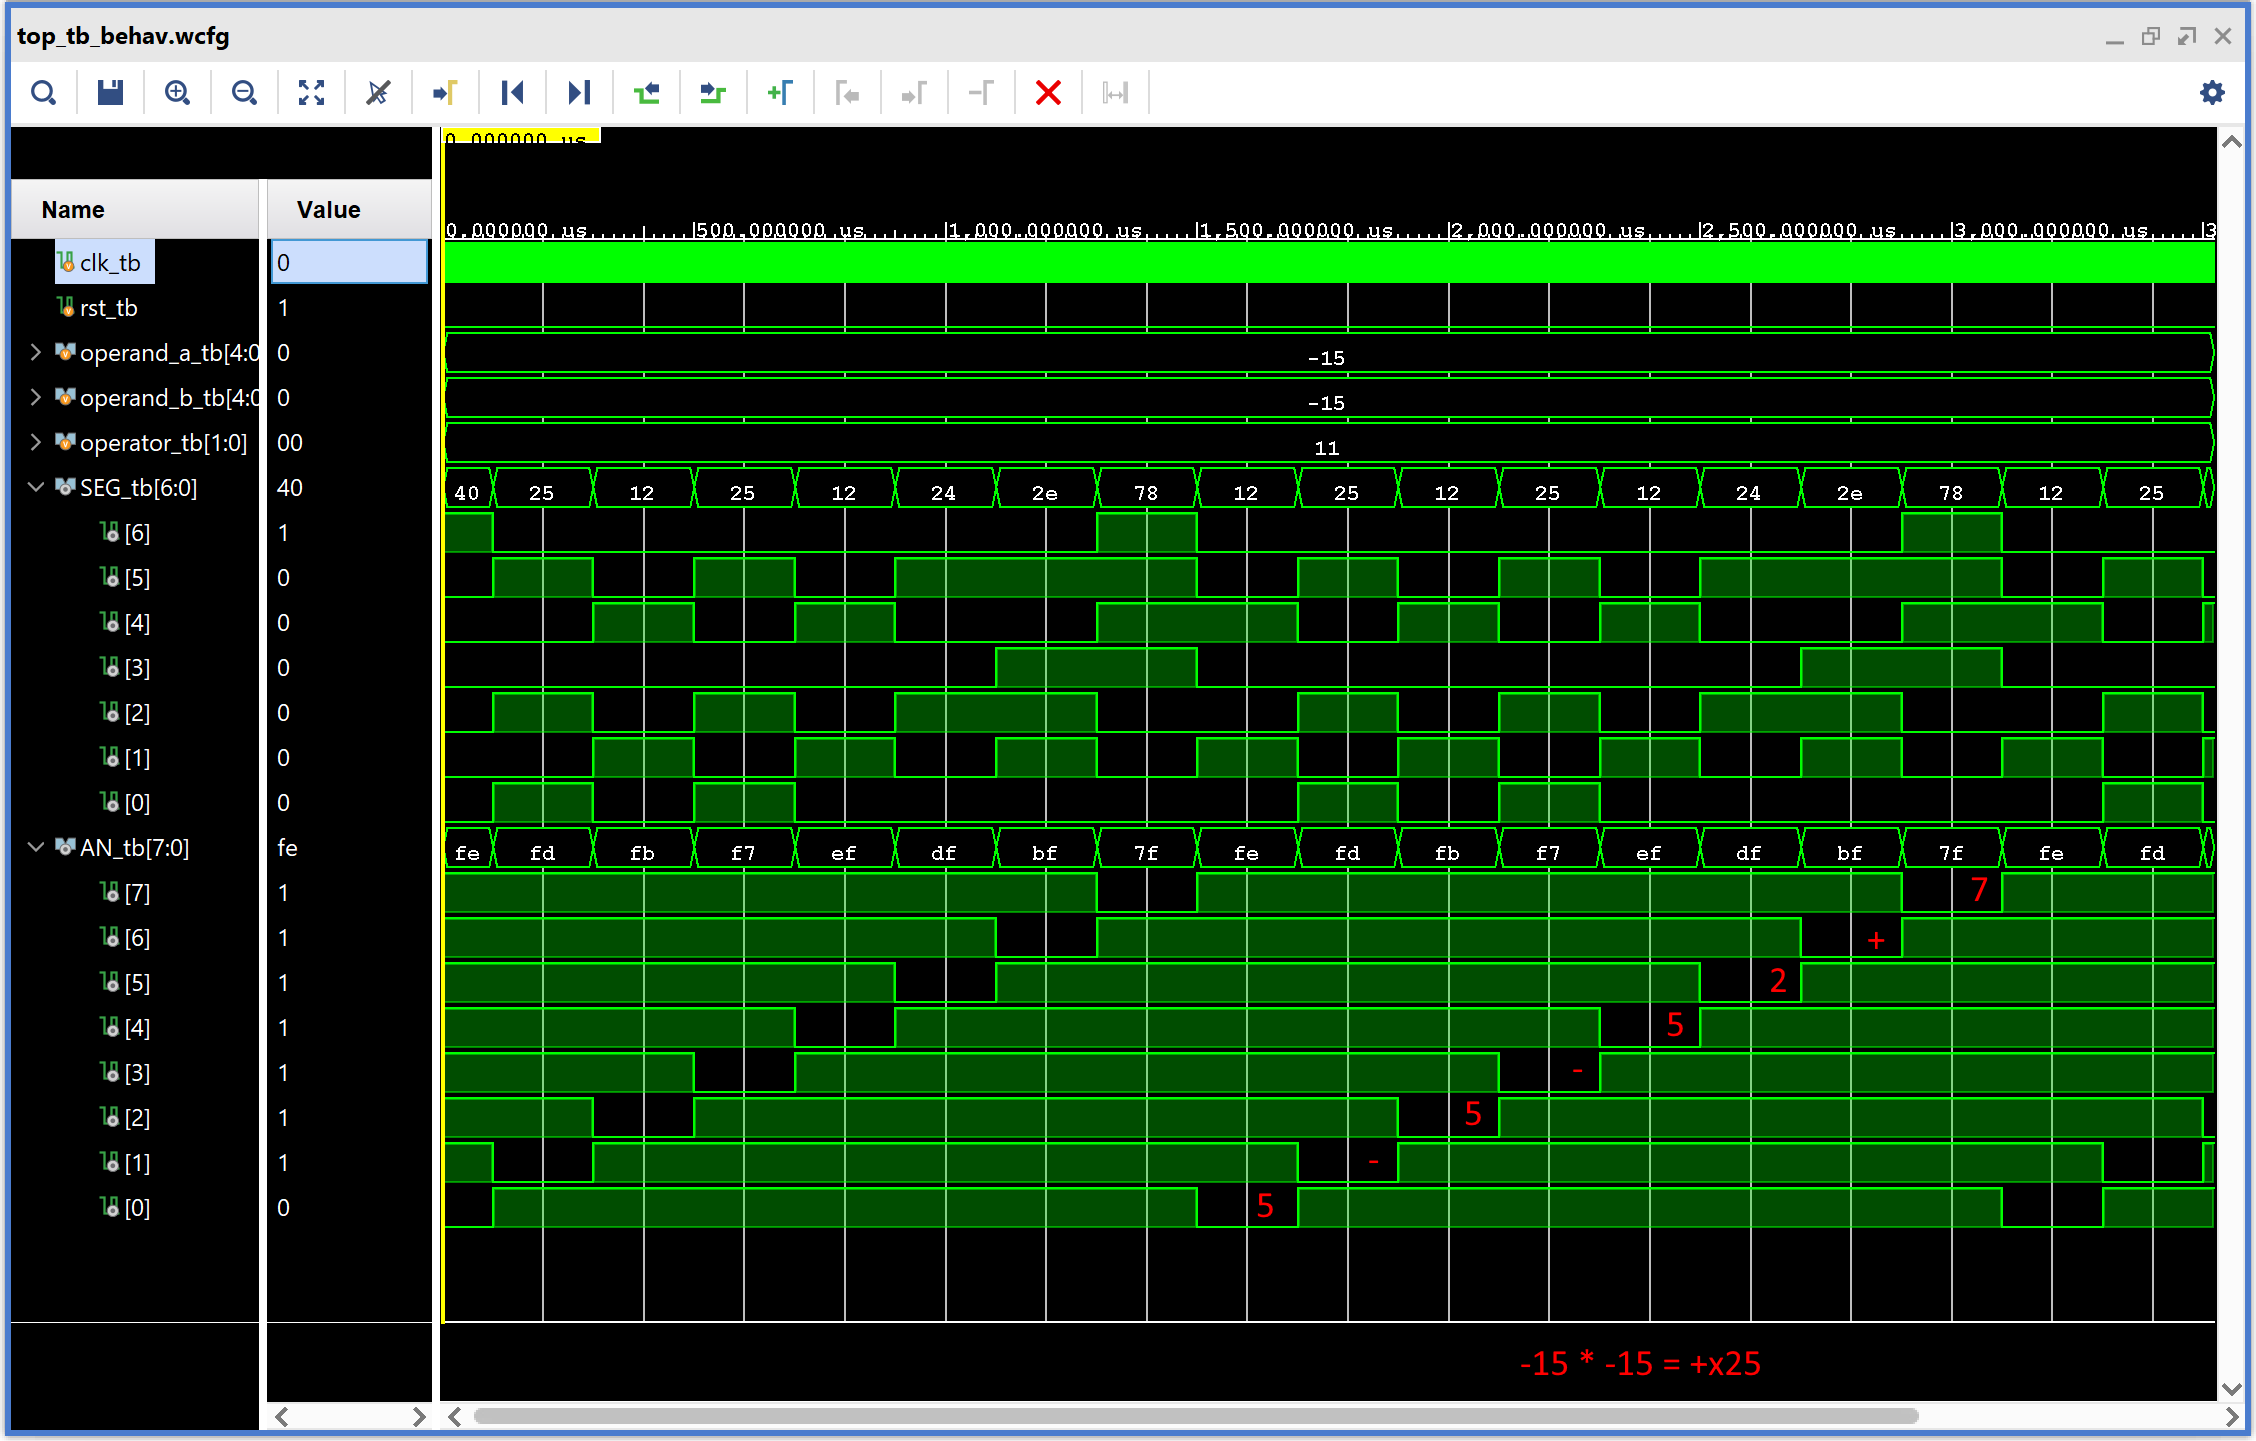 top_tb_behav.wcfg
0.000000 us
Name Value
0.000000 us 500.000000 us 1,000.000000 us 1,500.000000 us 2,000.000000 us 2,500.000000 us 3,000.000000 us 3
clk_tb 0
rst_tb 1
operand_a_tb[4:0 0 -15
operand_b_tb[4:0 0 -15
operator_tb[1:0] 00 11
SEG_tb[6:0] 40 40 25 12 25 12 24 2e 78 12 25 12 25 12 24 2e 78 12 25
[6] 1
[5] 0
[4] 0
[3] 0
[2] 0
[1] 0
[0] 0
AN_tb[7:0] fe fe fd fb f7 ef df bf 7f fe fd fb f7 ef df bf 7f fe fd
[7] 1 7
[6] 1 +
[5] 1 2
[4] 1 5
[3] 1 -
[2] 1 5
[1] 1 -
[0] 0 5
-15 * -15 = +x25